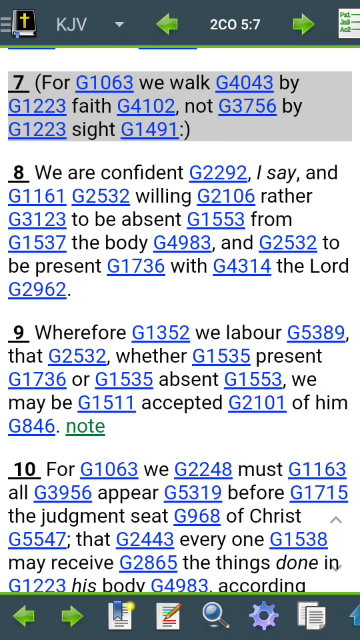 KJV
2CO 5:7
Ps1
Jn3
Ac2
7 (For G1063 we walk G4043 by
G1223 faith G4102, not G3756 by
G1223 sight G1491:)
8 We are confident G2292, I say, and
G1161 G2532 willing G2106 rather
G3123 to be absent G1553 from
G1537 the body G4983, and G2532 to
be present G1736 with G4314 the Lord
G2962.
9 Wherefore G1352 we labour G5389,
that G2532, whether G1535 present
G1736 or G1535 absent G1553, we
may be G1511 accepted G2101 of him
G846. note
10 For G1063 we G2248 must G1163
all G3956 appear G5319 before G1715
the judgment seat G968 of Christ
G5547; that G2443 every one G1538
may receive G2865 the things done in
G1223 his body G4983, according